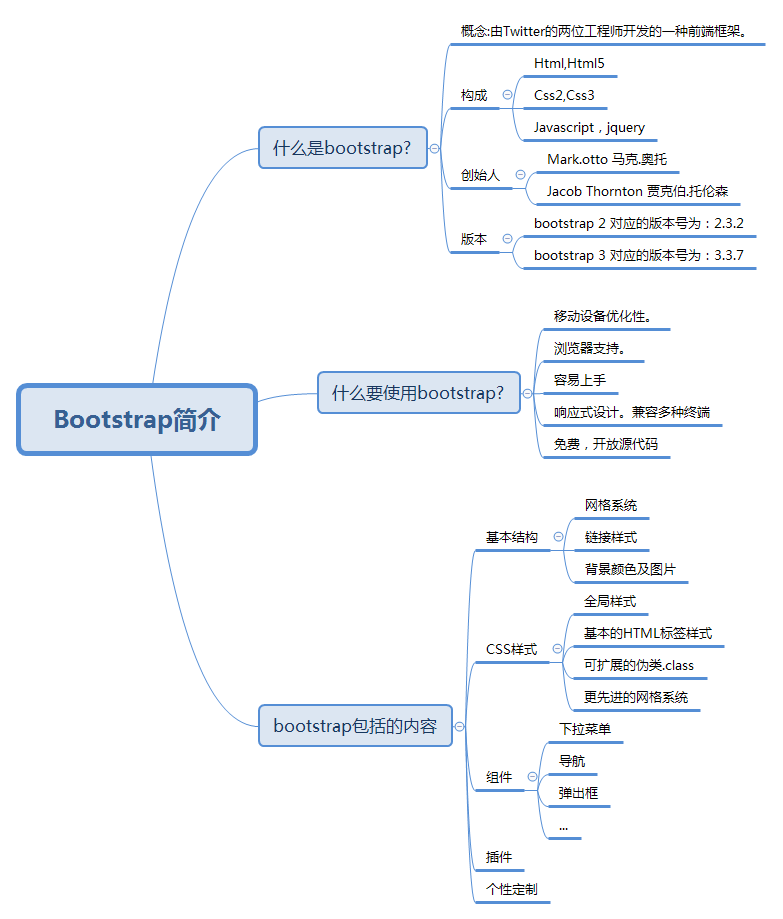 概念:由Twitter的两位工程师开发的一种前端框架。
Html,Html5
构成
Css2,Css3
Javascript，jquery
什么是bootstrap?
Mark.otto 马克.奥托
创始人
Jacob Thornton 贾克伯.托伦森
bootstrap 2 对应的版本号为：2.3.2
版本
bootstrap 3 对应的版本号为：3.3.7
移动设备优化性。
浏览器支持。
容易上手
什么要使用bootstrap?
响应式设计。兼容多种终端
免费，开放源代码
Bootstrap简介
网格系统
基本结构
链接样式
背景颜色及图片
全局样式
基本的HTML标签样式
CSS样式
可扩展的伪类.class
更先进的网格系统
bootstrap包括的内容
下拉菜单
导航
组件
弹出框
...
插件
个性定制